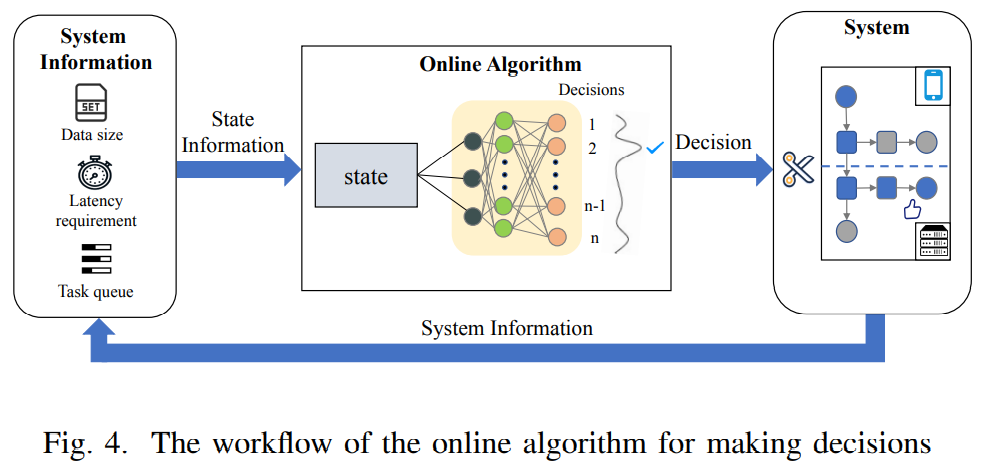 System
Information
SET
Data size
Latency
requirement
Task queue
State
Information
Online Algorithm
Decisions
state
1
2
n-1
n
Decision
System
System Information
Fig. 4. The workflow of the online algorithm for making decisions